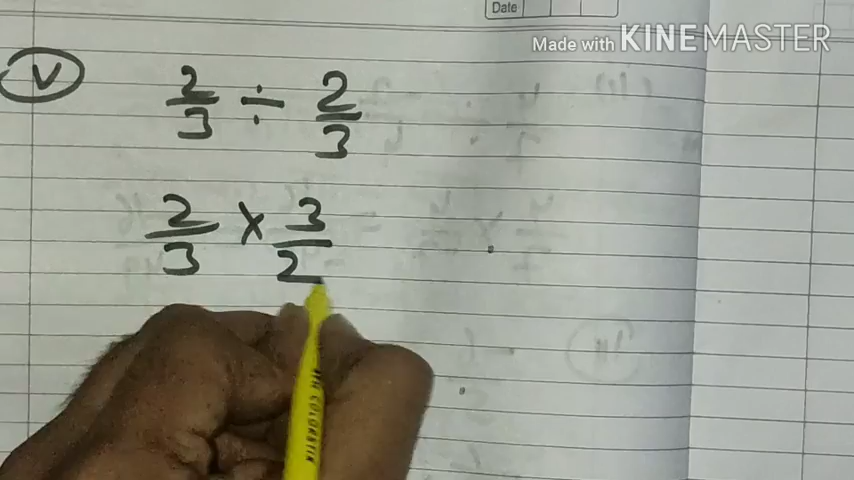 Date
Made with KINEMASTER
V 2/3 ÷ 2/3
2/3 × 3/2